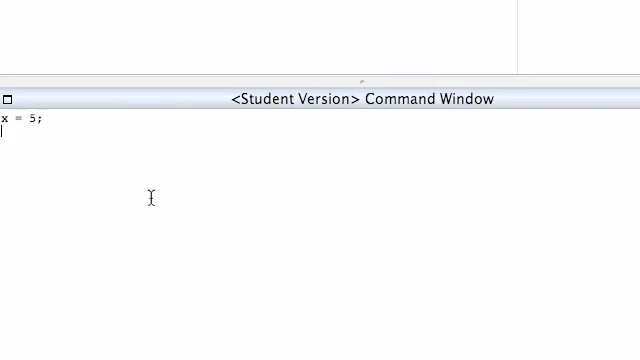 <Student Version> Command Window
x = 5;